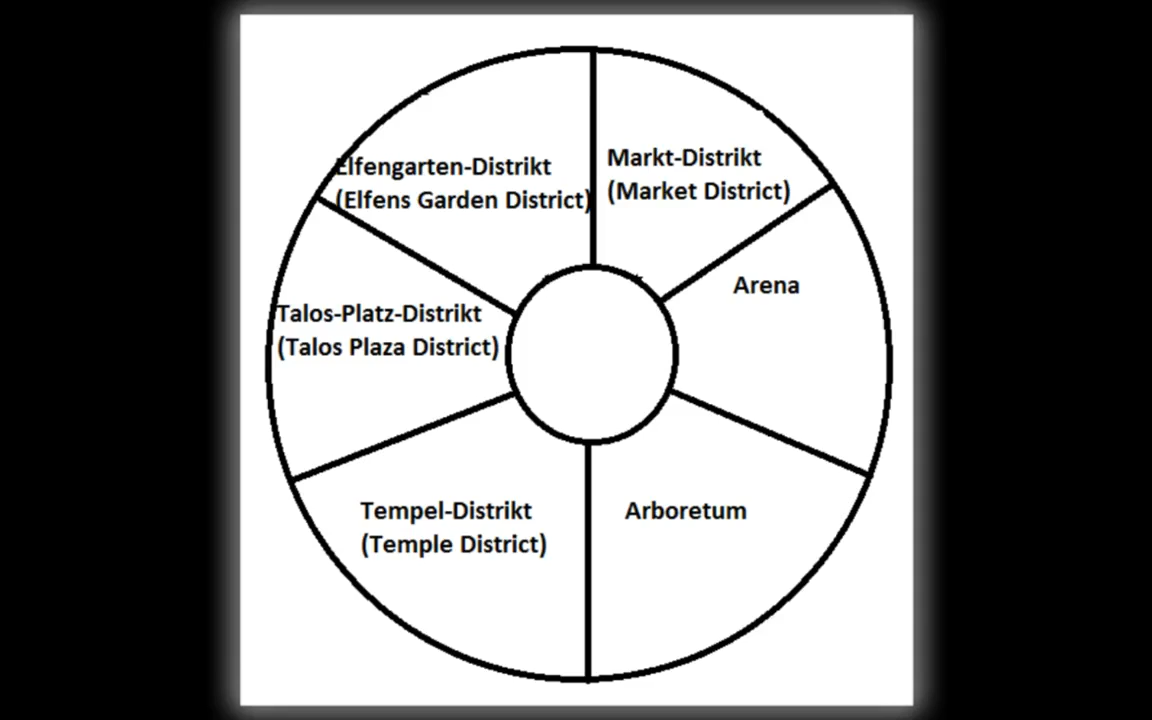 Elfengarten-Distrikt
(Elfens Garden District)
Markt-Distrikt
(Market District)
Arena
Talos-Platz-Distrikt
(Talos Plaza District)
Tempel-Distrikt
(Temple District)
Arboretum